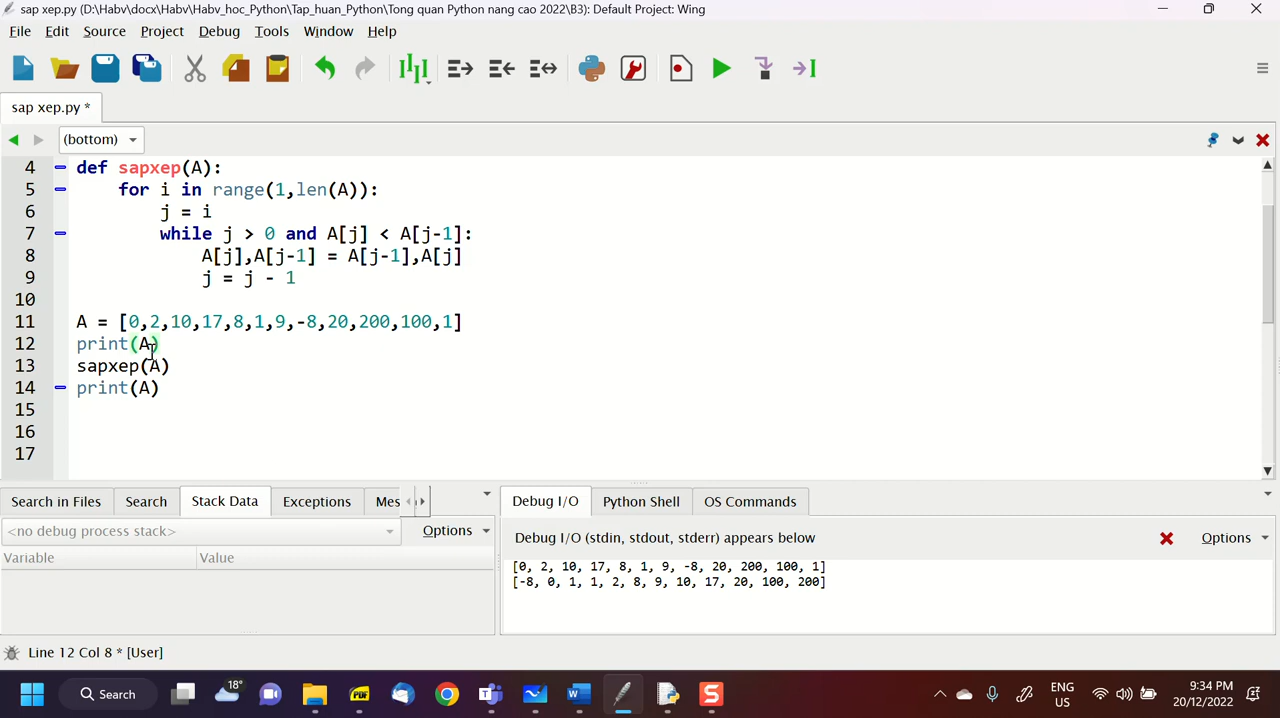 sap xep.py (D:\Habv\docx\Habv\Habv_hoc_Python\Tap_huan_Python\Tong quan Python nang cao 2022\B3): Default Project: Wing
File Edit Source Project Debug Tools Window Help
sap xep.py *
(bottom)
4 def sapxep(A):
5 for i in range(1,len(A)):
6 j = i
7 while j > 0 and A[j] < A[j-1]:
8 A[j],A[j-1] = A[j-1],A[j]
9 j = j - 1
10
11 A = [0,2,10,17,8,1,9,-8,20,200,100,1]
12 print(A)
13 sapxep(A)
14 print(A)
15
16
17
Search in Files Search Stack Data Exceptions Mes Debug I/O Python Shell OS Commands
<no debug process stack> Options
Debug I/O (stdin, stdout, stderr) appears below Options
Variable Value
[0, 2, 10, 17, 8, 1, 9, -8, 20, 200, 100, 1]
[-8, 0, 1, 1, 2, 8, 9, 10, 17, 20, 100, 200]
Line 12 Col 8 * [User]
18°
Search
PDF
ENG
US
9:34 PM
20/12/2022